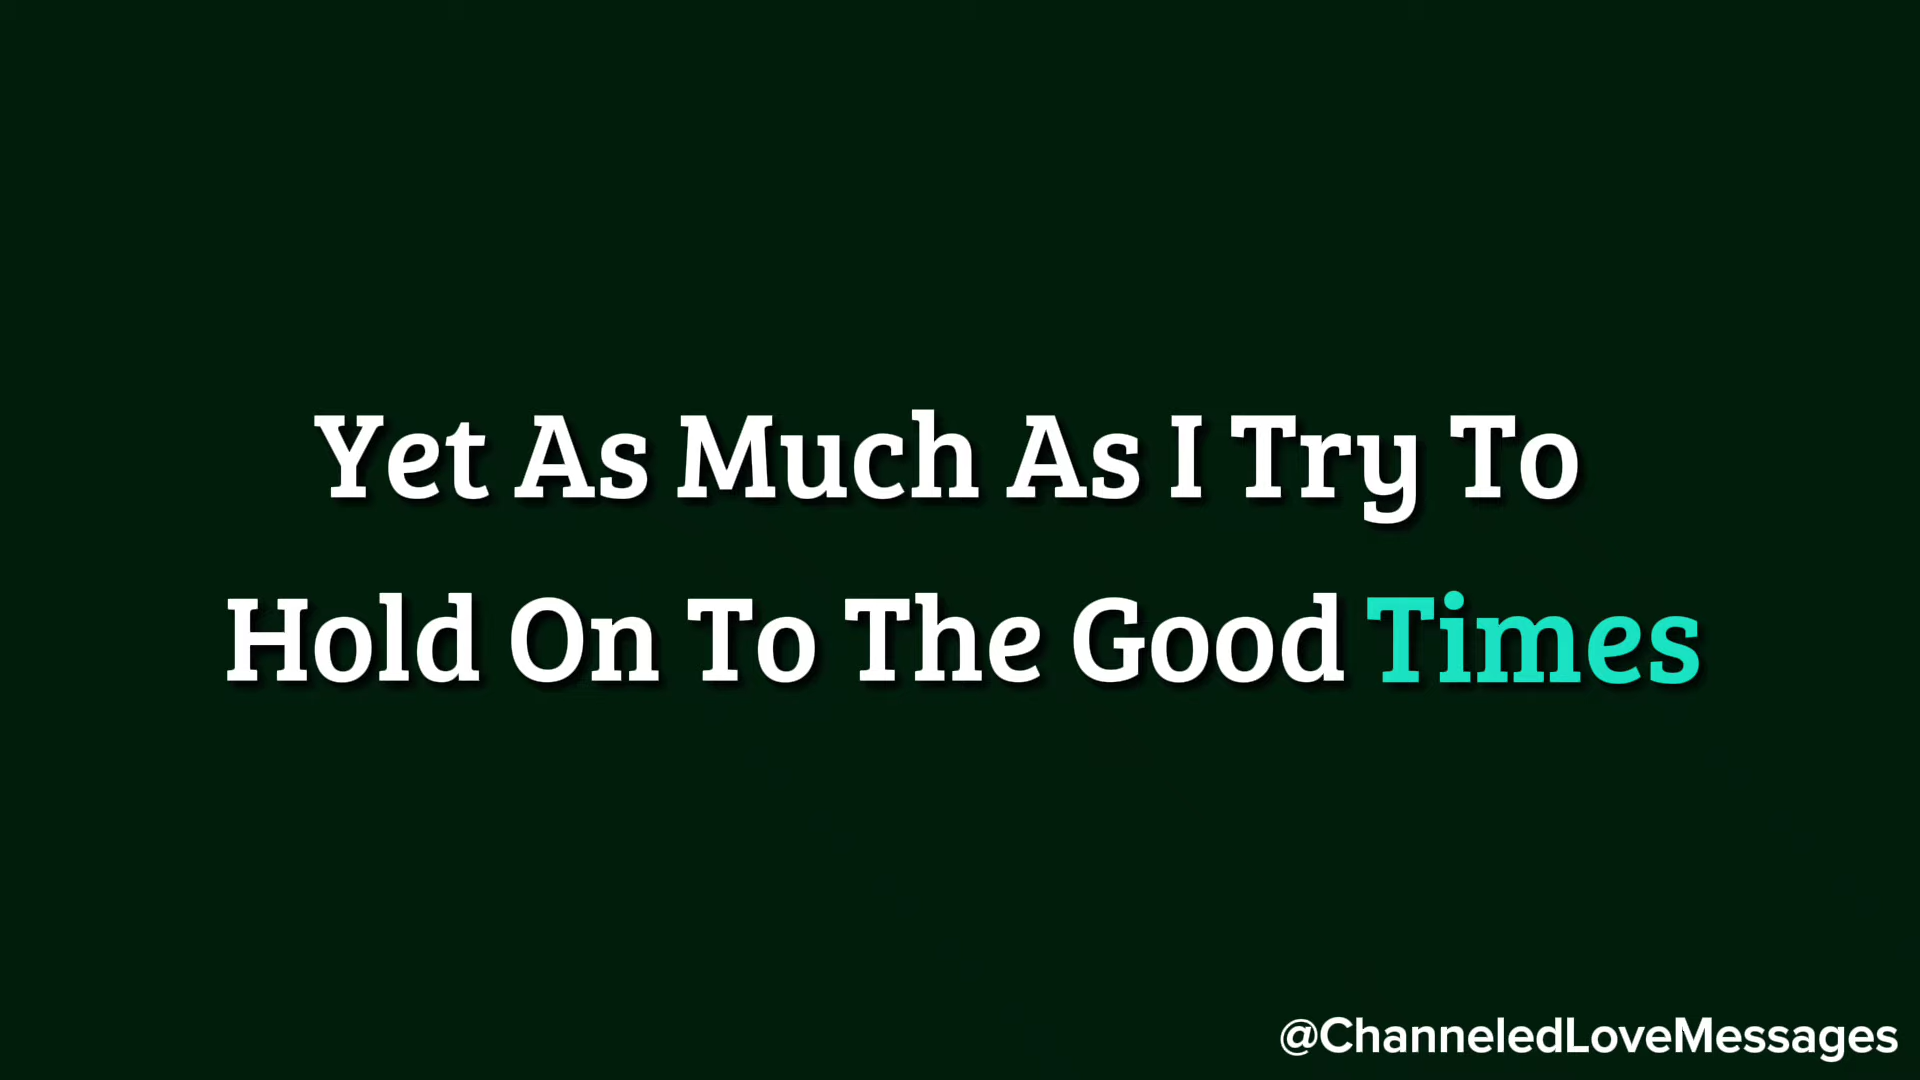 Yet As Much As I Try To
Hold On To The Good Times
@ChanneledLoveMessages